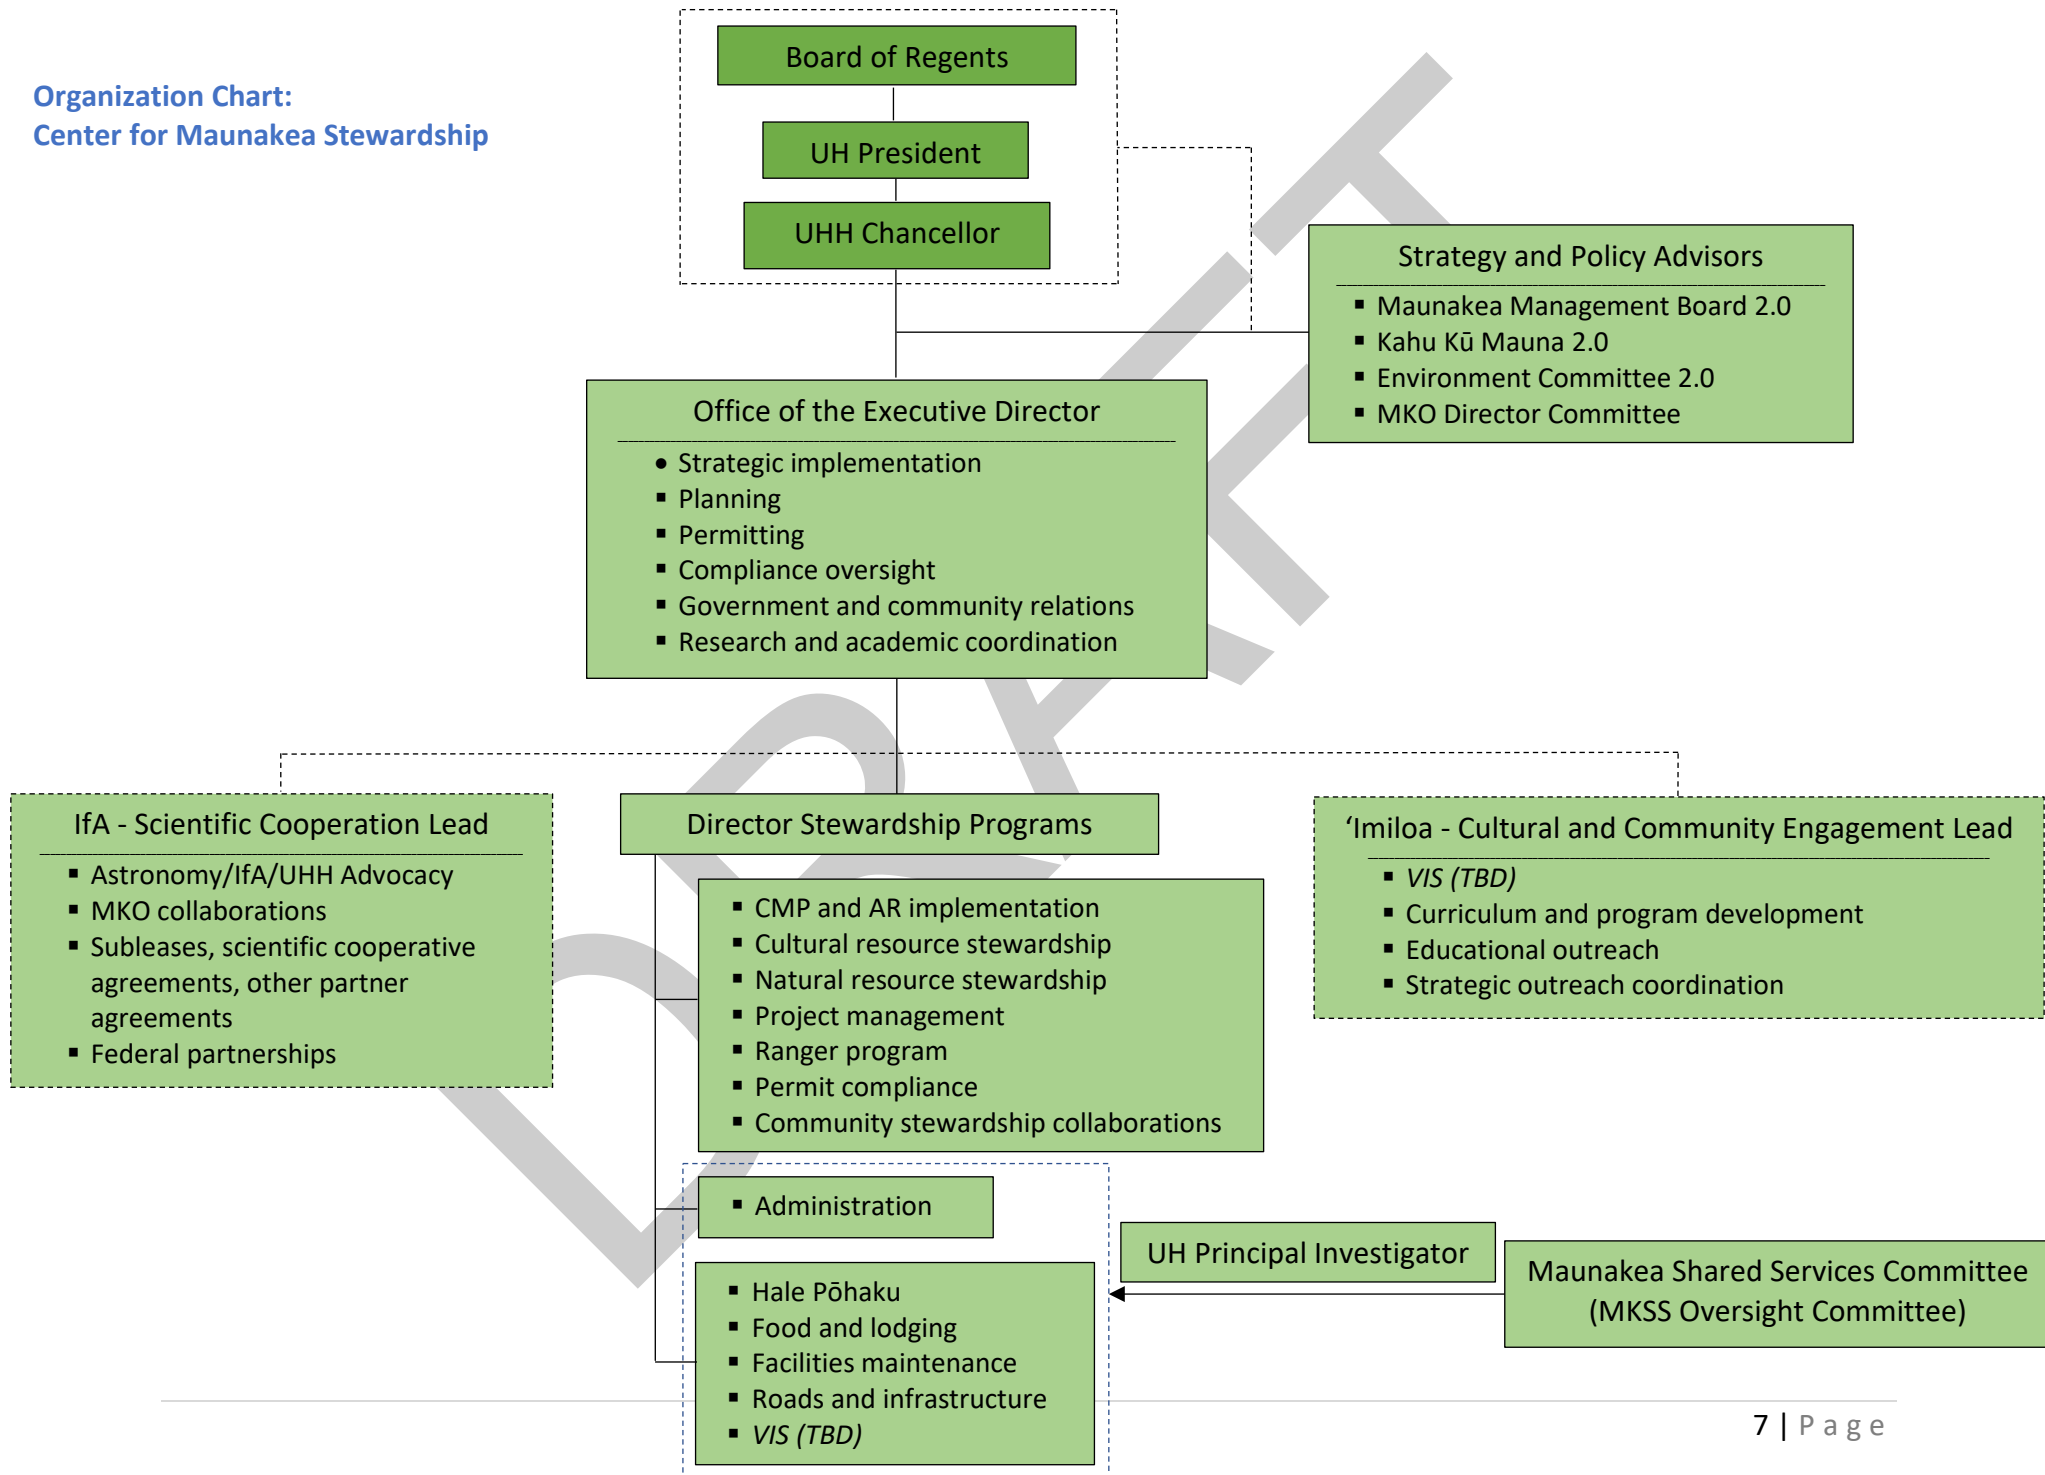 Organization Chart:
Center for Maunakea Stewardship
Board of Regents
UH President
UHH Chancellor
Strategy and Policy Advisors
▪ Maunakea Management Board 2.0
▪ Kahu Kū Mauna 2.0
▪ Environment Committee 2.0
▪ MKO Director Committee
Office of the Executive Director
• Strategic implementation
▪ Planning
▪ Permitting
▪ Compliance oversight
▪ Government and community relations
▪ Research and academic coordination
IfA - Scientific Cooperation Lead
▪ Astronomy/IfA/UHH Advocacy
▪ MKO collaborations
▪ Subleases, scientific cooperative
agreements, other partner
agreements
▪ Federal partnerships
Director Stewardship Programs
▪ CMP and AR implementation
▪ Cultural resource stewardship
▪ Natural resource stewardship
▪ Project management
▪ Ranger program
▪ Permit compliance
▪ Community stewardship collaborations
▪ Administration
▪ Hale Pōhaku
▪ Food and lodging
▪ Facilities maintenance
▪ Roads and infrastructure
▪ VIS (TBD)
‘Imiloa - Cultural and Community Engagement Lead
▪ VIS (TBD)
▪ Curriculum and program development
▪ Educational outreach
▪ Strategic outreach coordination
UH Principal Investigator
Maunakea Shared Services Committee
(MKSS Oversight Committee)
DRAFT
7 | Page